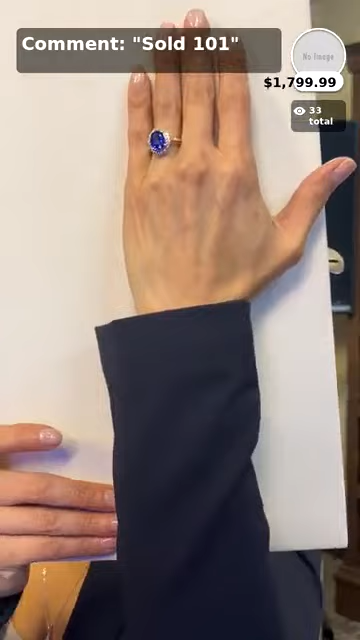 Comment: "Sold 101"
No Image
$1,799.99
33
total